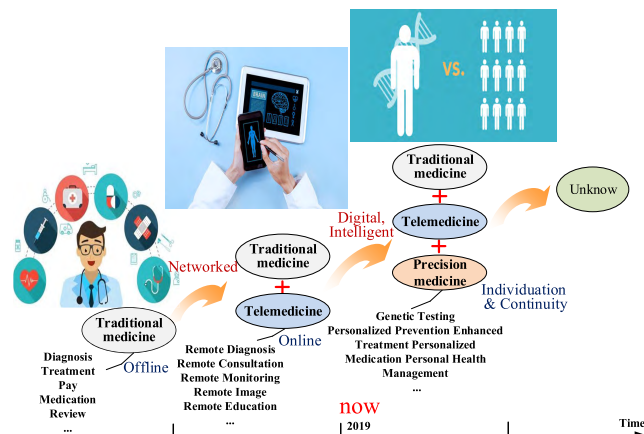 VS.
Traditional
medicine
+
Telemedicine
+
Precision
medicine
Unknow
Digital,
Intelligent
Individuation
& Continuity
Genetic Testing
Personalized Prevention Enhanced
Treatment Personalized
Medication Personal Health
Management
...
Networked
Traditional
medicine
+
Telemedicine
Online
Remote Diagnosis
Remote Consultation
Remote Monitoring
Remote Image
Remote Education
...
Traditional
medicine
Offline
Diagnosis
Treatment
Pay
Medication
Review
...
now
2019
Time